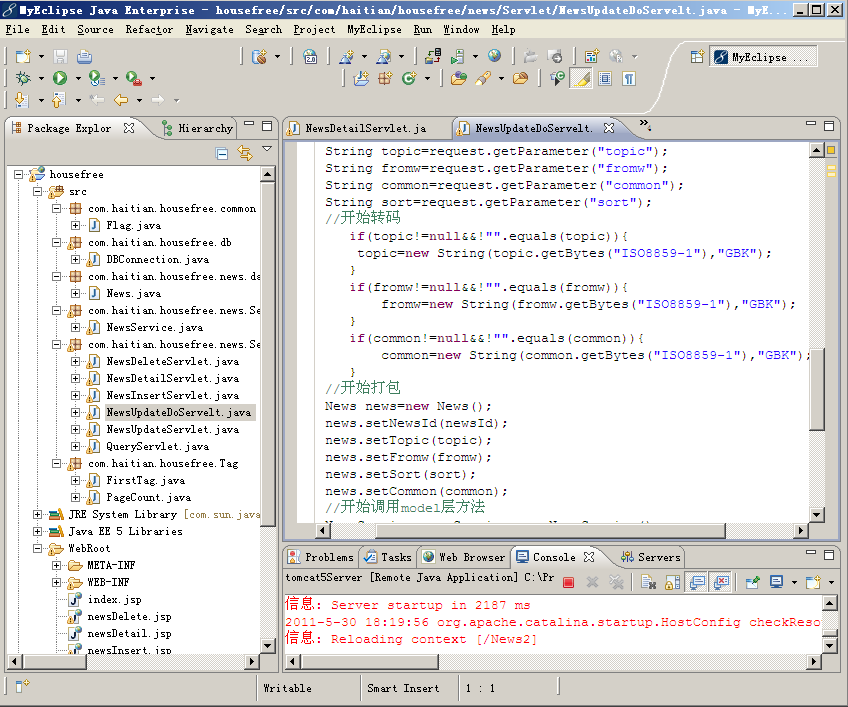 MyEclipse Java Enterprise - housefree/src/com/haitian/housefree/news/Servlet/NewsUpdateDoServelt.java - MyE...
File Edit Source Refactor Navigate Search Project MyEclipse Run Window Help
MyEclipse ...
Package Explor
Hierarchy
housefree
src
com.haitian.housefree.common
Flag.java
com.haitian.housefree.db
DBConnection.java
com.haitian.housefree.news.da
News.java
com.haitian.housefree.news.Se
NewsService.java
com.haitian.housefree.news.Se
NewsDeleteServlet.java
NewsDetailServlet.java
NewsInsertServlet.java
NewsUpdateDoServelt.java
NewsUpdateServlet.java
QueryServlet.java
com.haitian.housefree.Tag
FirstTag.java
PageCount.java
JRE System Library [com.sun.java
Java EE 5 Libraries
WebRoot
META-INF
WEB-INF
index.jsp
newsDelete.jsp
newsDetail.jsp
newsInsert.jsp
NewsDetailServlet.ja
NewsUpdateDoServelt.
String topic=request.getParameter("topic");
String fromw=request.getParameter("fromw");
String common=request.getParameter("common");
String sort=request.getParameter("sort");
//开始转码
if(topic!=null&&!"".equals(topic)){
topic=new String(topic.getBytes("ISO8859-1"),"GBK");
}
if(fromw!=null&&!"".equals(fromw)){
fromw=new String(fromw.getBytes("ISO8859-1"),"GBK");
}
if(common!=null&&!"".equals(common)){
common=new String(common.getBytes("ISO8859-1"),"GBK");
}
//开始打包
News news=new News();
news.setNewsId(newsId);
news.setTopic(topic);
news.setFromw(fromw);
news.setSort(sort);
news.setCommon(common);
//开始调用model层方法
Problems
Tasks
Web Browser
Console
Servers
tomcat5Server [Remote Java Application] C:\Pr
信息: Server startup in 2187 ms
2011-5-30 18:19:56 org.apache.catalina.startup.HostConfig checkReso
信息: Reloading context [/News2]
Writable
Smart Insert
1 : 1